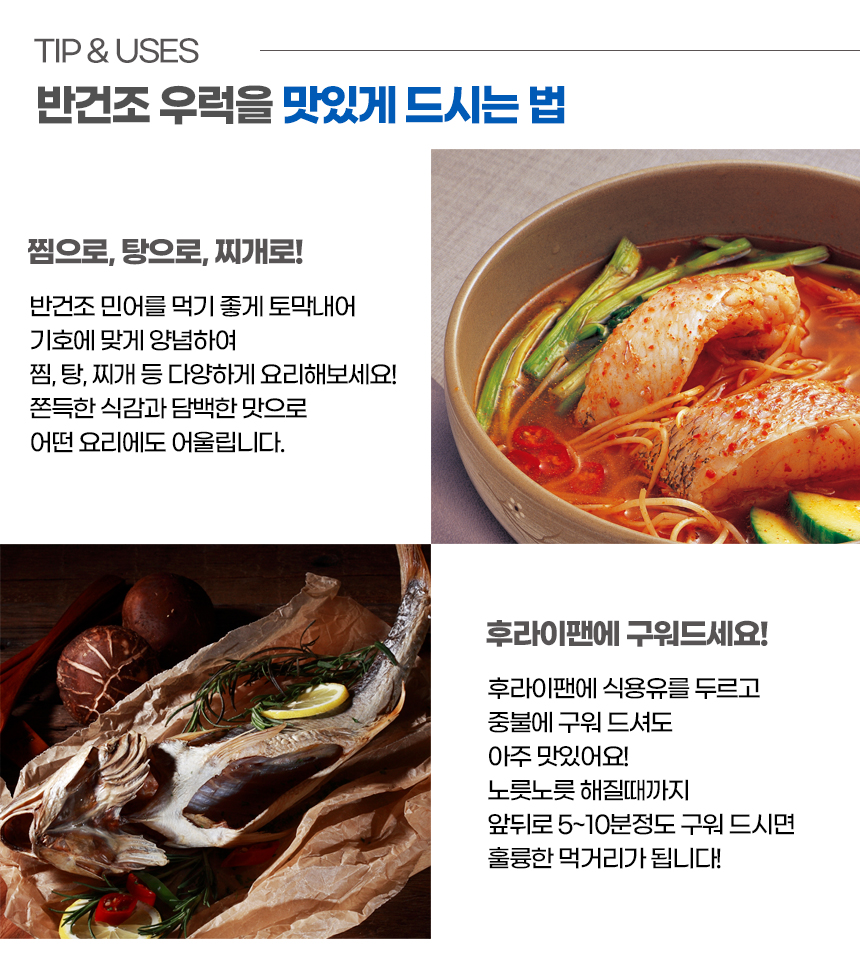 TIP & USES
반건조 우럭을 맛있게 드시는 법
찜으로, 탕으로, 찌개로!
반건조 민어를 먹기 좋게 토막내어
기호에 맞게 양념하여
찜, 탕, 찌개 등 다양하게 요리해보세요!
쫀득한 식감과 담백한 맛으로
어떤 요리에도 어울립니다.
후라이팬에 구워드세요!
후라이팬에 식용유를 두르고
중불에 구워 드셔도
아주 맛있어요!
노릇노릇 해질때까지
앞뒤로 5~10분정도 구워 드시면
훌륭한 먹거리가 됩니다!